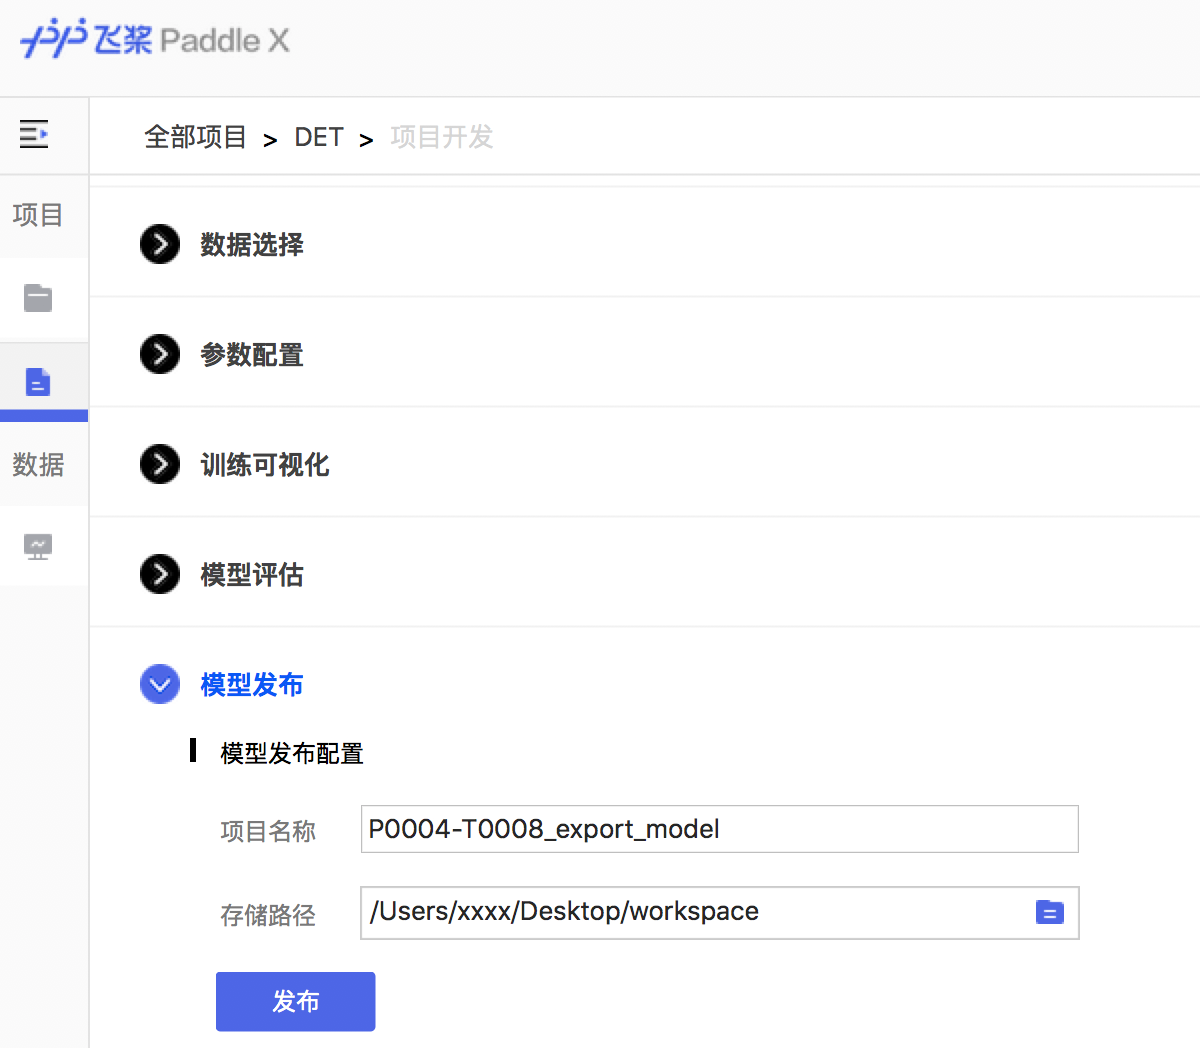 飞桨 Paddle X
全部项目 > DET > 项目开发
项目
数据选择
参数配置
训练可视化
数据
模型评估
模型发布
模型发布配置
项目名称 P0004-T0008_export_model
存储路径 /Users/xxxx/Desktop/workspace
发布